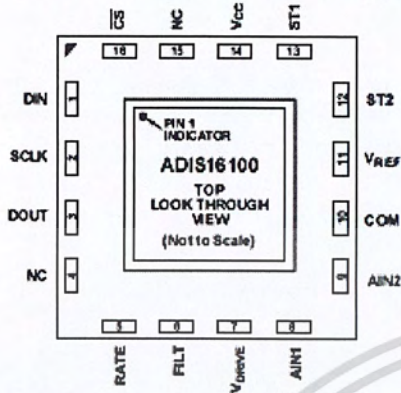 CS
NC
VCC
ST1
16
15
14
13
DIN
1
SCLK
2
DOUT
3
NC
4
PIN 1
INDICATOR
ADIS16100
TOP
LOOK THROUGH
VIEW
(Not to Scale)
12
ST2
11
VREF
10
COM
9
AIN2
5
6
7
8
RATE
FILT
VDRIVE
AIN1